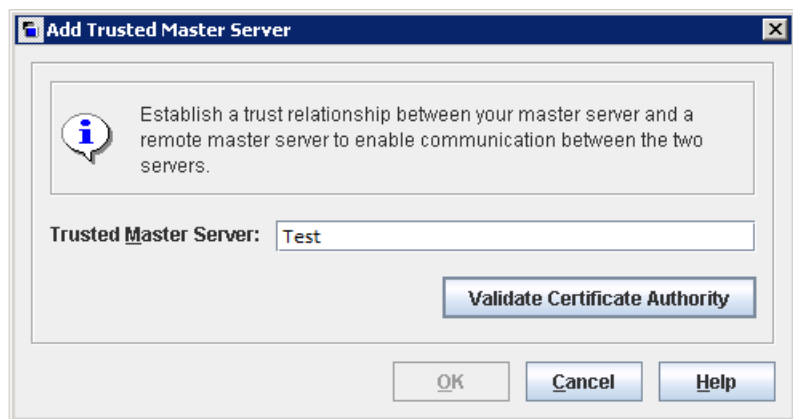 Add Trusted Master Server
Establish a trust relationship between your master server and a
remote master server to enable communication between the two
servers.
Trusted Master Server: Test
Validate Certificate Authority
OK Cancel Help